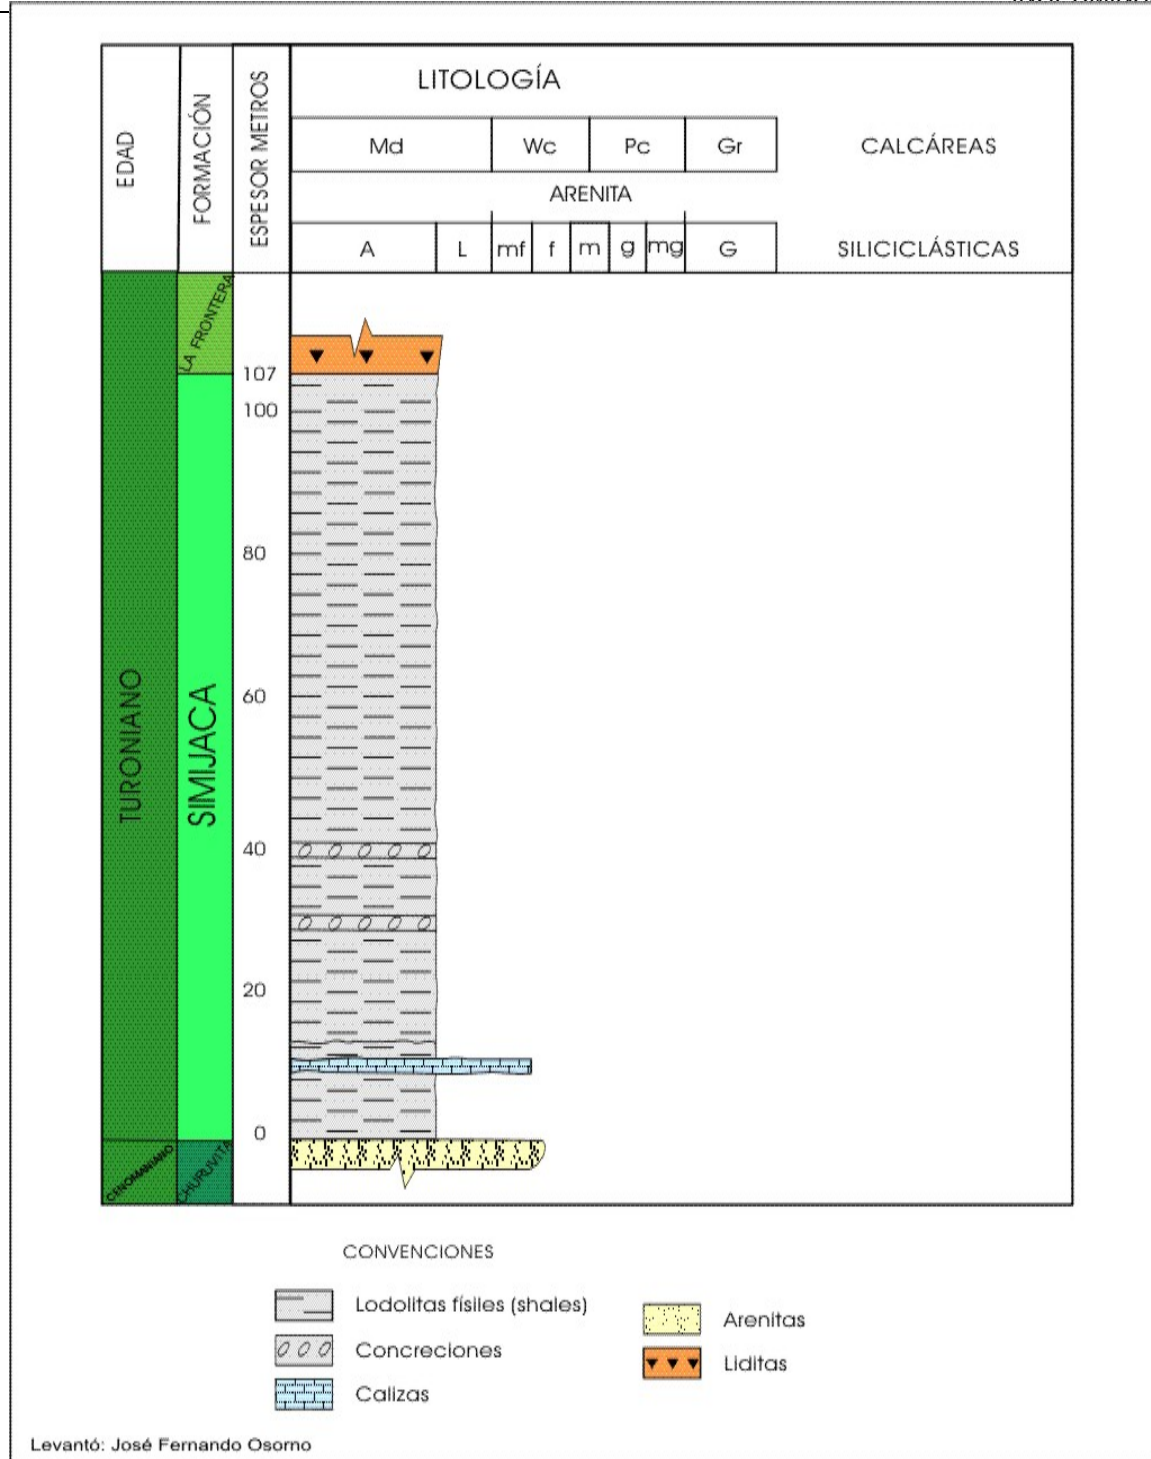 LITOLOGÍA
EDAD
FORMACIÓN
ESPESOR METROS
Md Wc Pc Gr CALCÁREAS
ARENITA
A L mf f m g mg G SILICICLÁSTICAS
LA FRONTERA
107
100
80
TURONIANO
SIMIJACA
60
40
20
0
CENOMANIANO
CHURUVITA
CONVENCIONES
Lodolitas físiles (shales)
Concreciones
Calizas
Arenitas
Liditas
Levantó: José Fernando Osorno